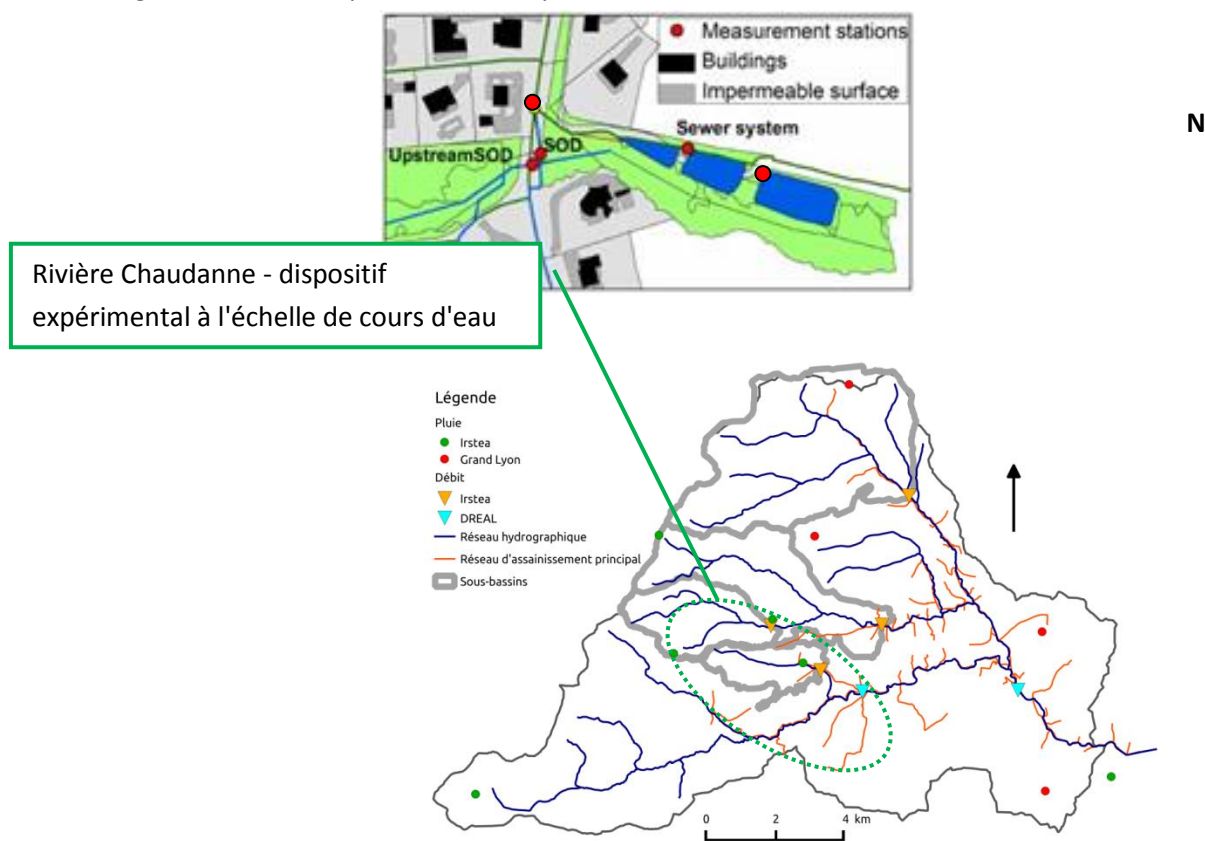 Measurement stations
Buildings
Impermeable surface
N
Sewer system
SOD
UpstreamSOD
Rivière Chaudanne - dispositif
expérimental à l'échelle de cours d'eau
Légende
Pluie
Irstea
Grand Lyon
Débit
Irstea
DREAL
Réseau hydrographique
Réseau d'assainissement principal
Sous-bassins
0 2 4 km